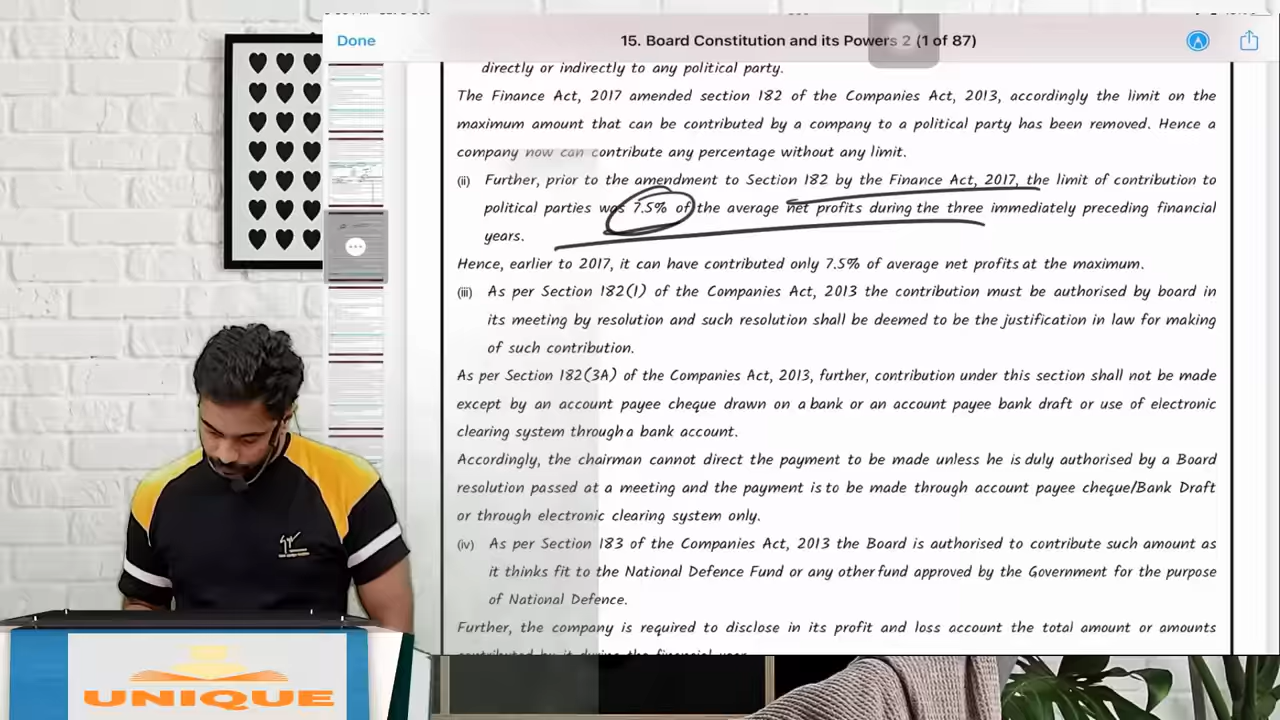 Done
15. Board Constitution and its Powers 2 (1 of 87)
directly or indirectly to any political party.
The Finance Act, 2017 amended section 182 of the Companies Act, 2013, accordingly the limit on the
maximum amount that can be contributed by a company to a political party has been removed. Hence a
company now can contribute any percentage without any limit.
(ii) Further, prior to the amendment to Section 182 by the Finance Act, 2017, the limit of contribution to
political parties was 7.5% of the average net profits during the three immediately preceding financial
years.
Hence, earlier to 2017, it can have contributed only 7.5% of average net profits at the maximum.
(iii) As per Section 182(1) of the Companies Act, 2013 the contribution must be authorised by board in
its meeting by resolution and such resolution shall be deemed to be the justification in law for making
of such contribution.
As per Section 182(3A) of the Companies Act, 2013, further, contribution under this section shall not be made
except by an account payee cheque drawn on a bank or an account payee bank draft or use of electronic
clearing system through a bank account.
Accordingly, the chairman cannot direct the payment to be made unless he is duly authorised by a Board
resolution passed at a meeting and the payment is to be made through account payee cheque/Bank Draft
or through electronic clearing system only.
(iv) As per Section 183 of the Companies Act, 2013 the Board is authorized to contribute such amount as
it thinks fit to the National Defence Fund or any other fund approved by the Government for the purpose
of National Defence.
Further, the company is required to disclose in its profit and loss account the total amount or amounts
contributed by it during the financial year.
UNIQUE